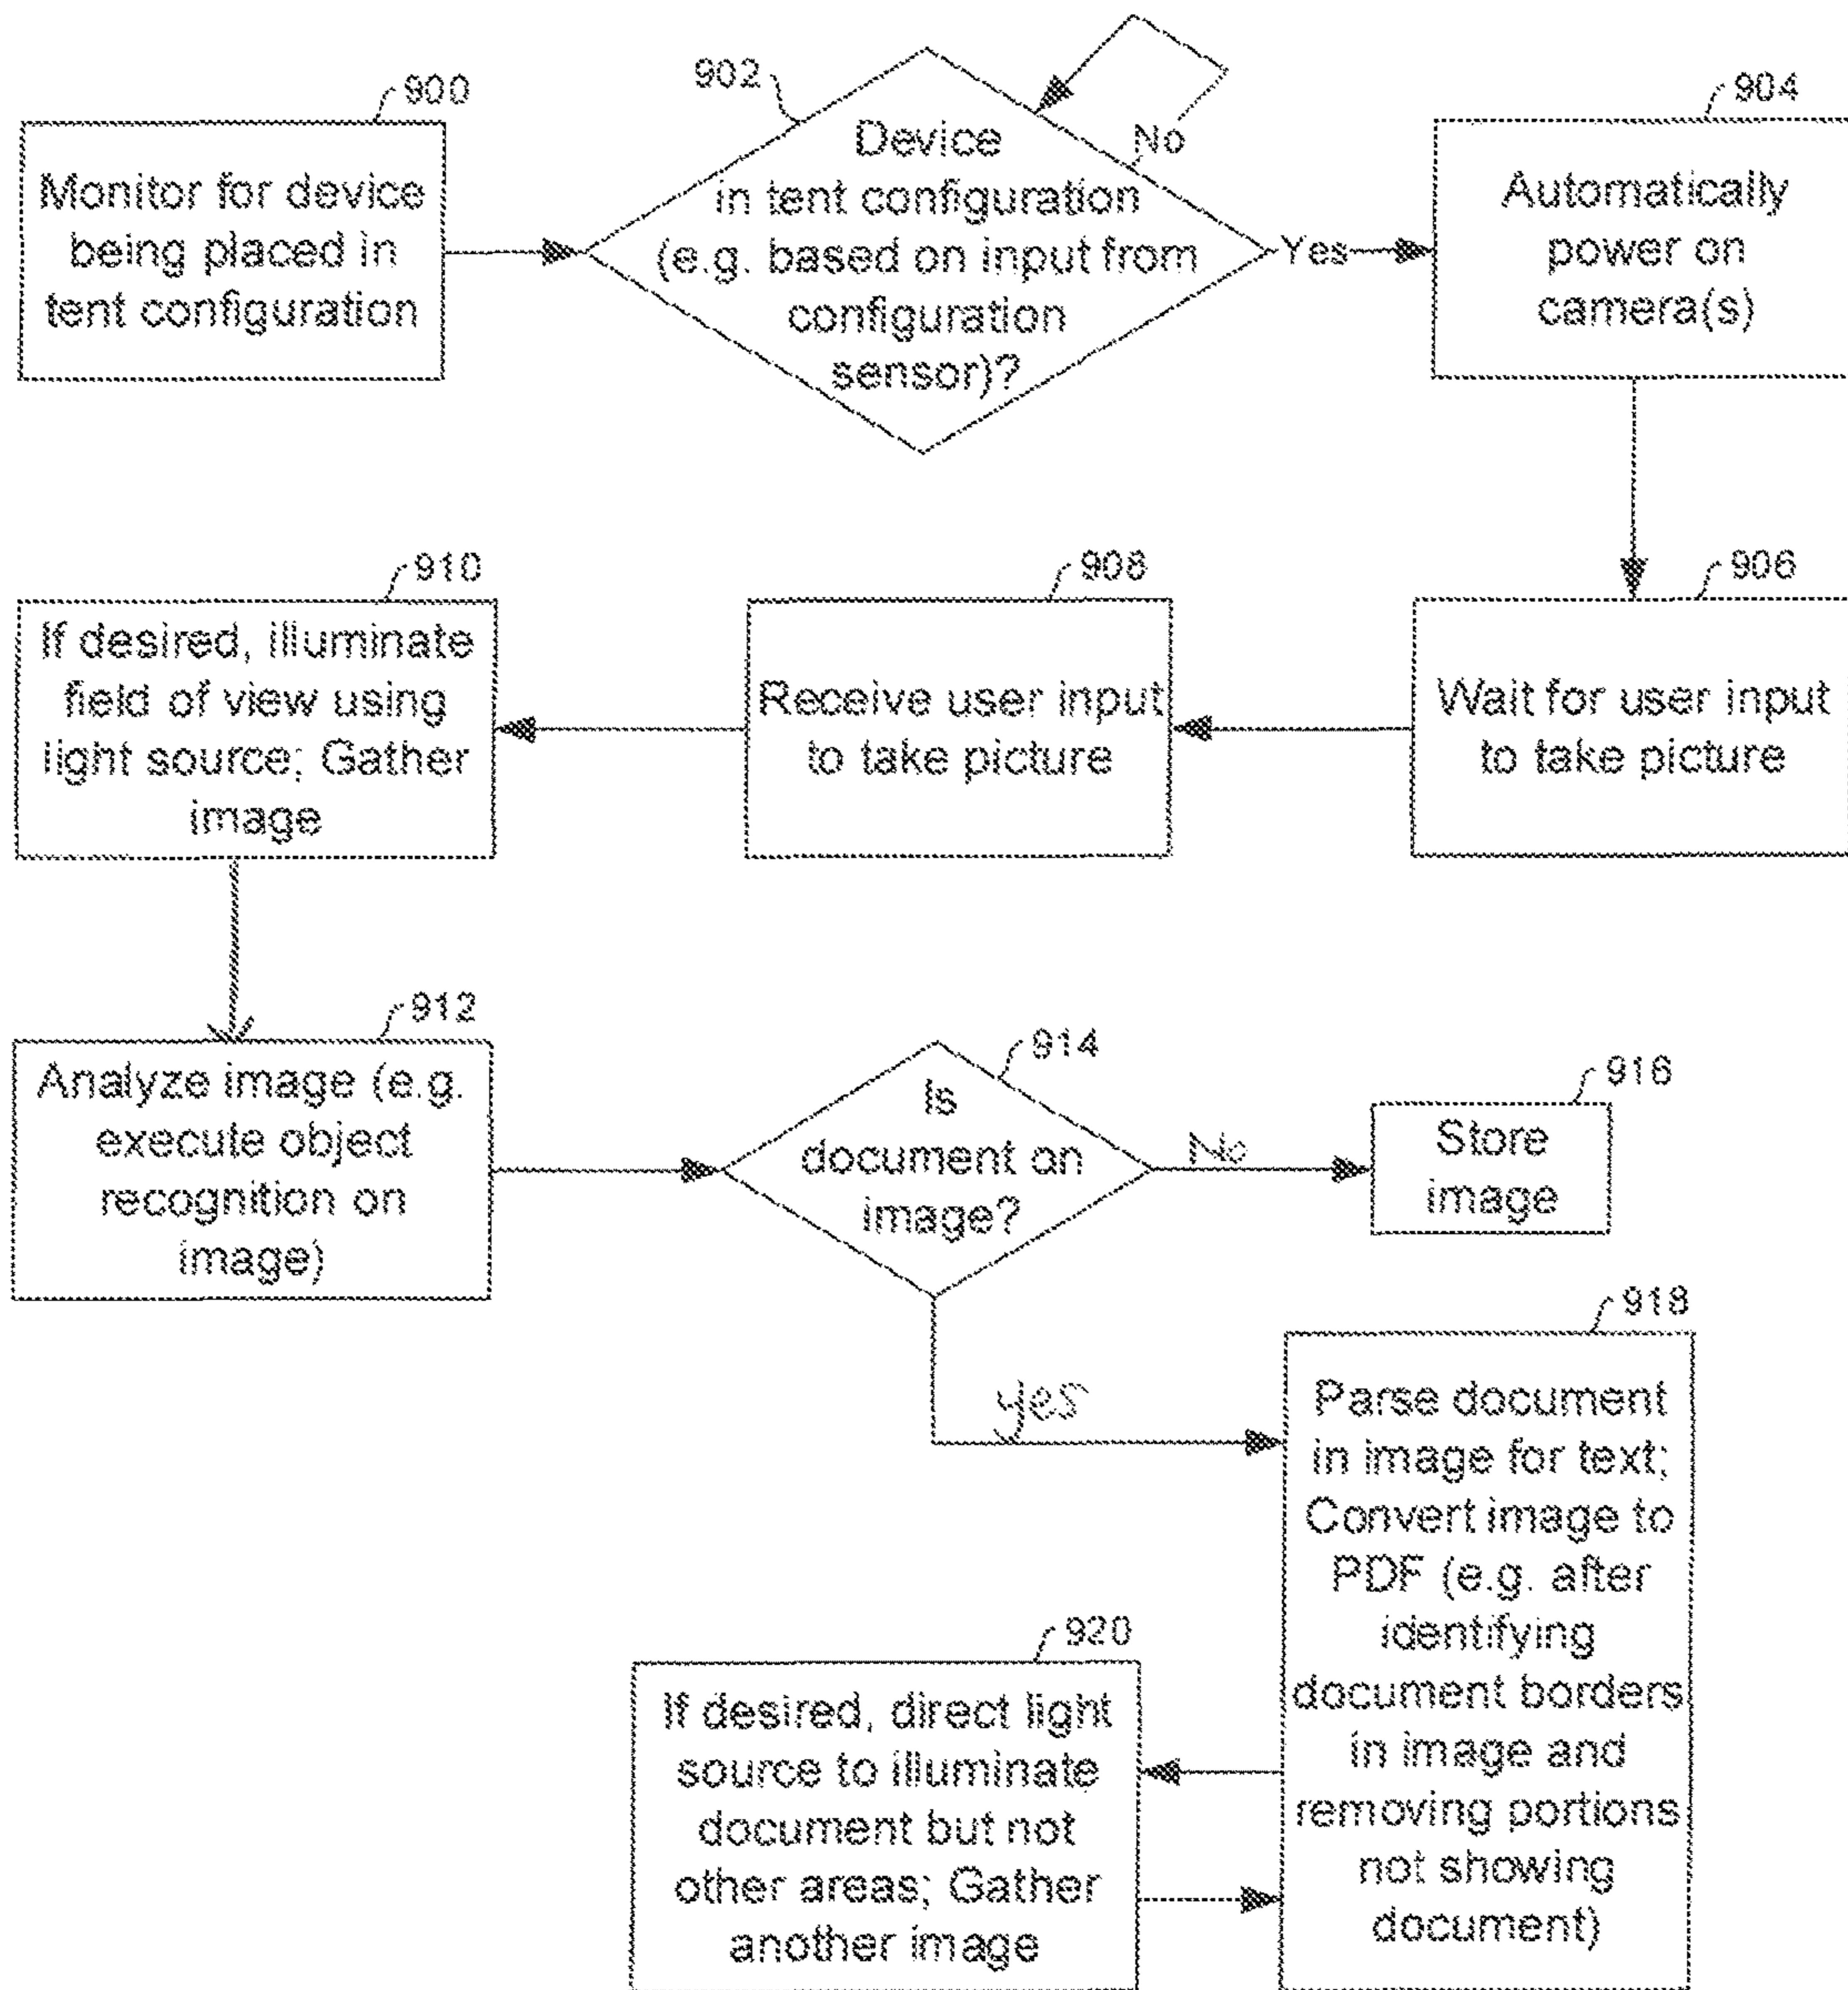 900
Monitor for device
being placed in
tent configuration
902
Device
in tent configuration
(e.g. based on input from
configuration
sensor)?
No
Yes
904
Automatically
power on
camera(s)
906
Wait for user input
to take picture
908
Receive user input
to take picture
910
If desired, illuminate
field of view using
light source; Gather
image
912
Analyze image (e.g.
execute object
recognition on
image)
914
Is
document on
image?
No
916
Store
image
yes
918
Parse document
in image for text;
Convert image to
PDF (e.g. after
identifying
document borders
in image and
removing portions
not showing
document)
920
If desired, direct light
source to illuminate
document but not
other areas; Gather
another image